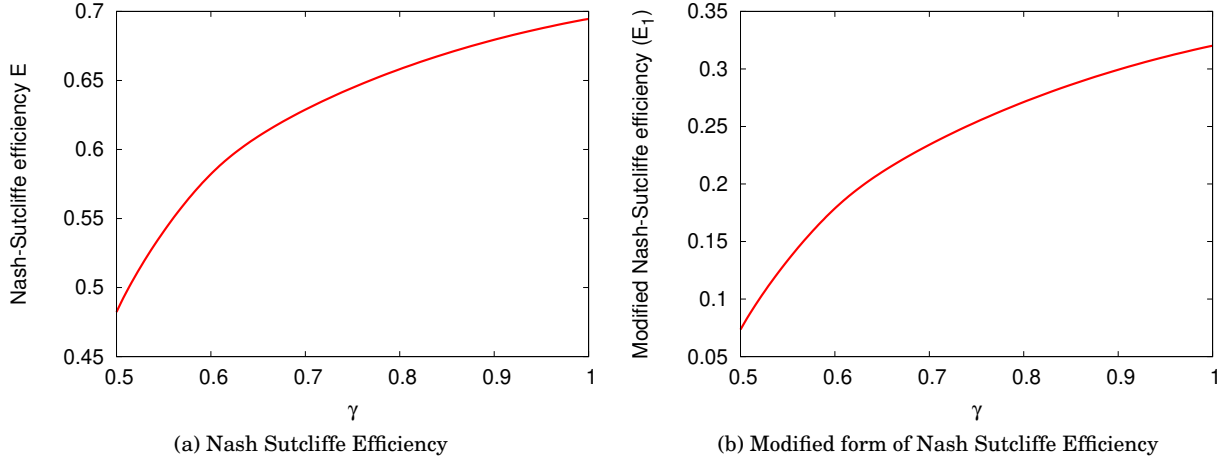 Nash-Sutcliffe efficiency E
0.7
0.65
0.6
0.55
0.5
0.45
0.5 0.6 0.7 0.8 0.9 1
γ
(a) Nash Sutcliffe Efficiency
Modified Nash-Sutcliffe efficiency (E₁)
0.35
0.3
0.25
0.2
0.15
0.1
0.05
0.5 0.6 0.7 0.8 0.9 1
γ
(b) Modified form of Nash Sutcliffe Efficiency